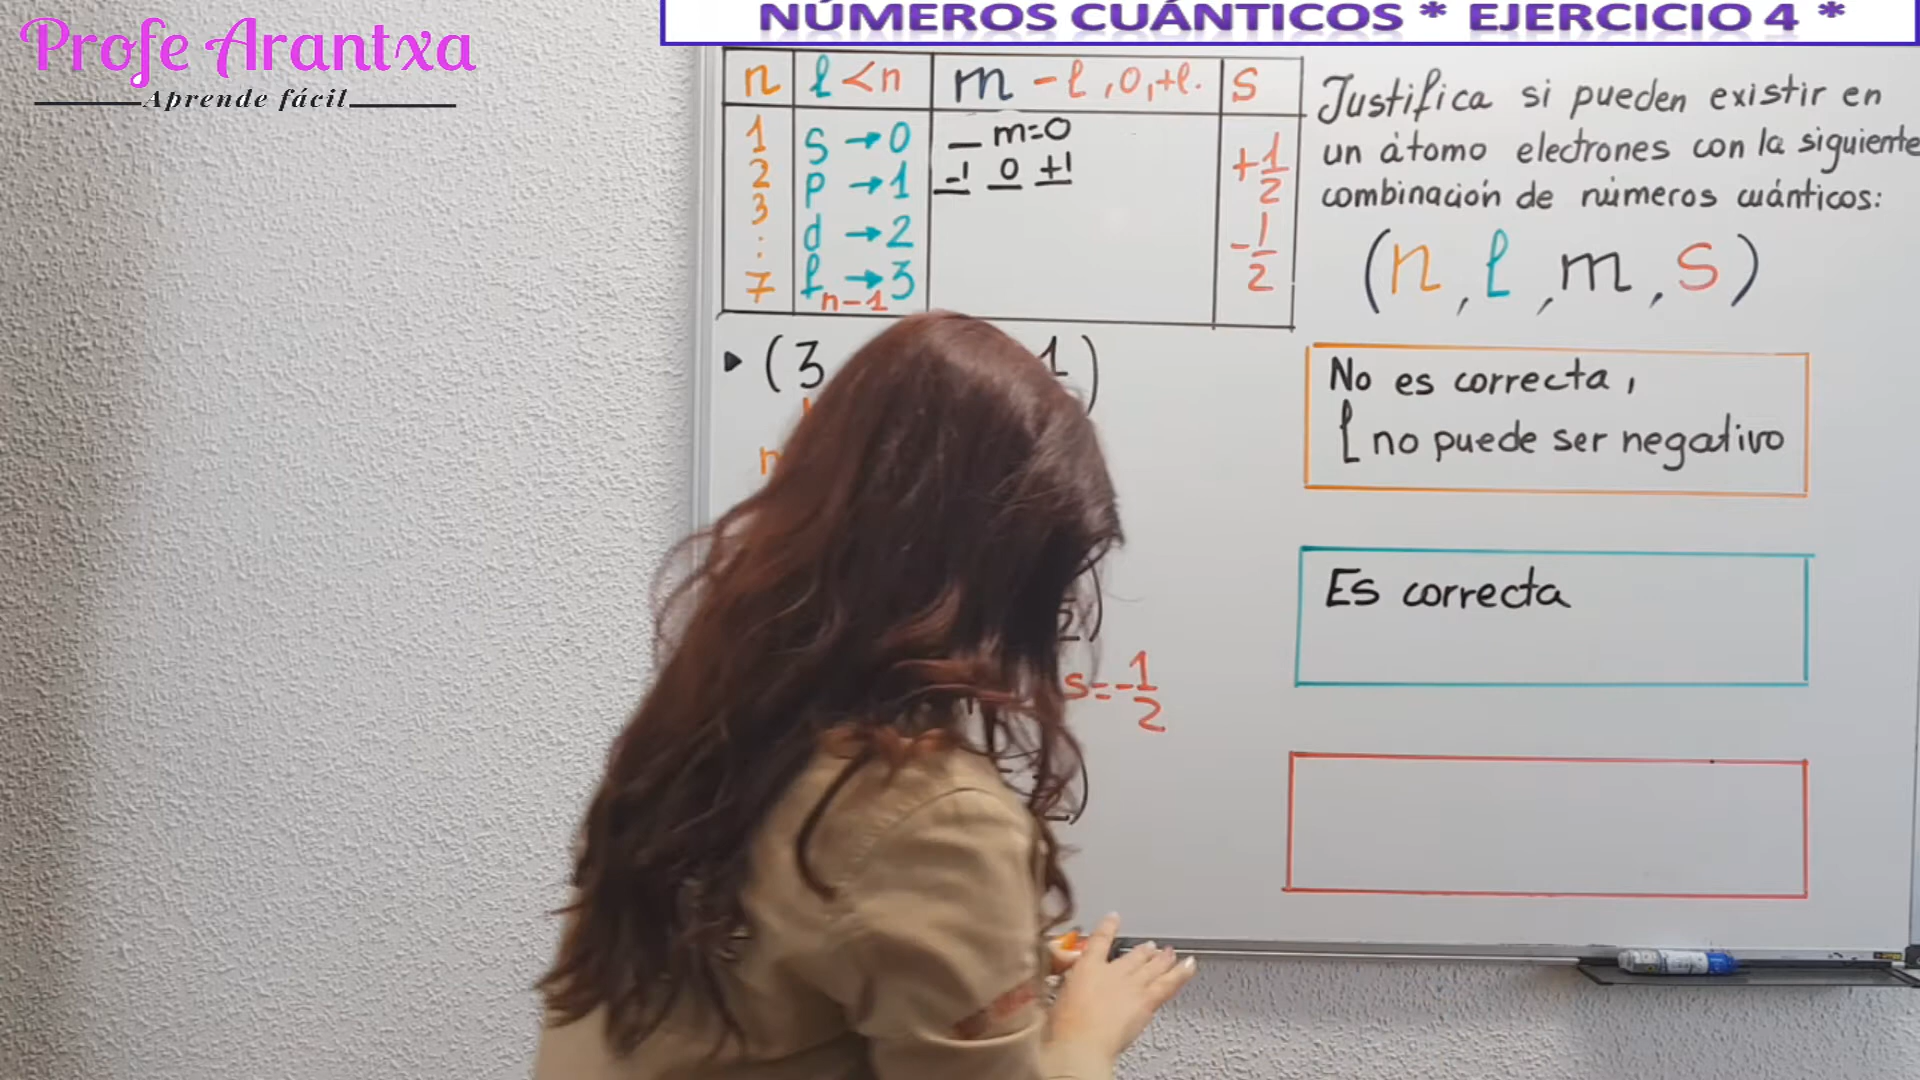 Profe Arantxa
Aprende fácil
NÚMEROS CUÁNTICOS * EJERCICIO 4 *
n l < n m -l, 0, +l. s
1 s → 0 _ m=0
2 p → 1 -1 0 +1
3
: d → 2
7 f → 3
n-1
+1/2
-1/2
Justifica si pueden existir en
un átomo electrones con la siguiente
combinación de números cuánticos:
(n, l, m, s)
▸ (3 1 )
n
No es correcta,
l no puede ser negativo
2)
s = -1/2
Es correcta
)